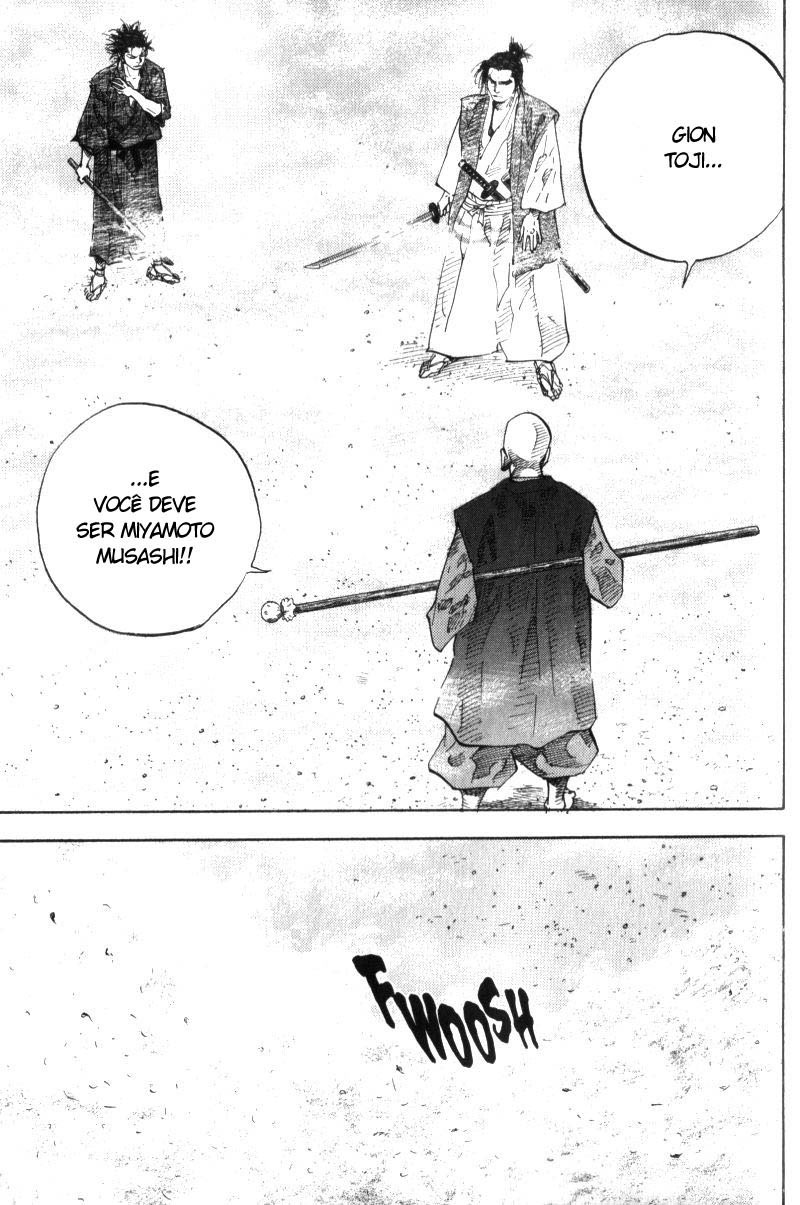 GION
TOJI...
...E
VOCÊ DEVE
SER MIYAMOTO
MUSASHI!!
FWOOSH